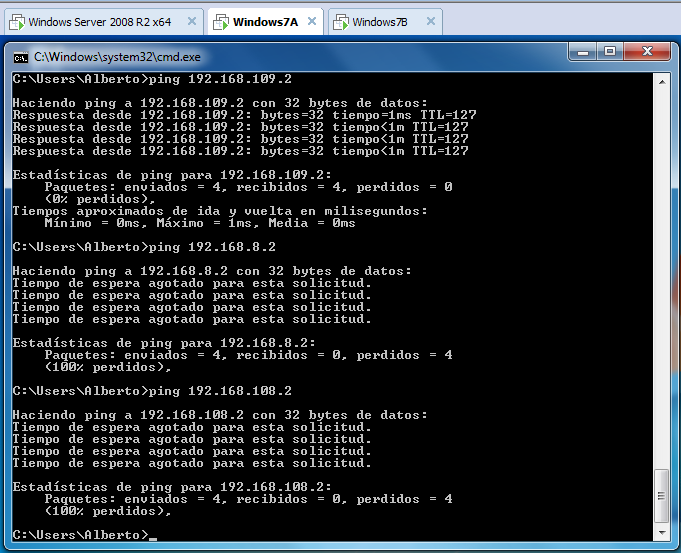 Windows Server 2008 R2 x64
Windows7A
Windows7B
C:\Windows\system32\cmd.exe
C:\Users\Alberto>ping 192.168.109.2
Haciendo ping a 192.168.109.2 con 32 bytes de datos:
Respuesta desde 192.168.109.2: bytes=32 tiempo=1ms TTL=127
Respuesta desde 192.168.109.2: bytes=32 tiempo<1m TTL=127
Respuesta desde 192.168.109.2: bytes=32 tiempo<1m TTL=127
Respuesta desde 192.168.109.2: bytes=32 tiempo<1m TTL=127
Estadísticas de ping para 192.168.109.2:
Paquetes: enviados = 4, recibidos = 4, perdidos = 0
(0% perdidos),
Tiempos aproximados de ida y vuelta en milisegundos:
Mínimo = 0ms, Máximo = 1ms, Media = 0ms
C:\Users\Alberto>ping 192.168.8.2
Haciendo ping a 192.168.8.2 con 32 bytes de datos:
Tiempo de espera agotado para esta solicitud.
Tiempo de espera agotado para esta solicitud.
Tiempo de espera agotado para esta solicitud.
Tiempo de espera agotado para esta solicitud.
Estadísticas de ping para 192.168.8.2:
Paquetes: enviados = 4, recibidos = 0, perdidos = 4
(100% perdidos),
C:\Users\Alberto>ping 192.168.108.2
Haciendo ping a 192.168.108.2 con 32 bytes de datos:
Tiempo de espera agotado para esta solicitud.
Tiempo de espera agotado para esta solicitud.
Tiempo de espera agotado para esta solicitud.
Tiempo de espera agotado para esta solicitud.
Estadísticas de ping para 192.168.108.2:
Paquetes: enviados = 4, recibidos = 0, perdidos = 4
(100% perdidos),
C:\Users\Alberto>_